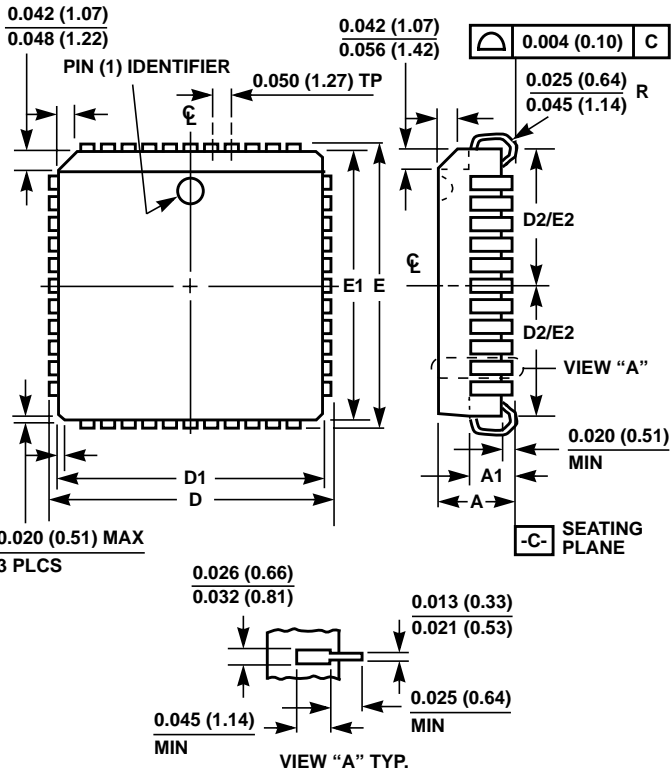 0.042 (1.07)
0.048 (1.22)
PIN (1) IDENTIFIER
0.050 (1.27) TP
℄
0.042 (1.07)
0.056 (1.42)
⌓ 0.004 (0.10) C
0.025 (0.64)
0.045 (1.14)
R
D2/E2
℄
E1 E
D2/E2
VIEW “A”
0.020 (0.51)
MIN
A1
A
D1
D
0.020 (0.51) MAX
3 PLCS
-C- SEATING
PLANE
0.026 (0.66)
0.032 (0.81)
0.013 (0.33)
0.021 (0.53)
0.025 (0.64)
MIN
0.045 (1.14)
MIN
VIEW “A” TYP.